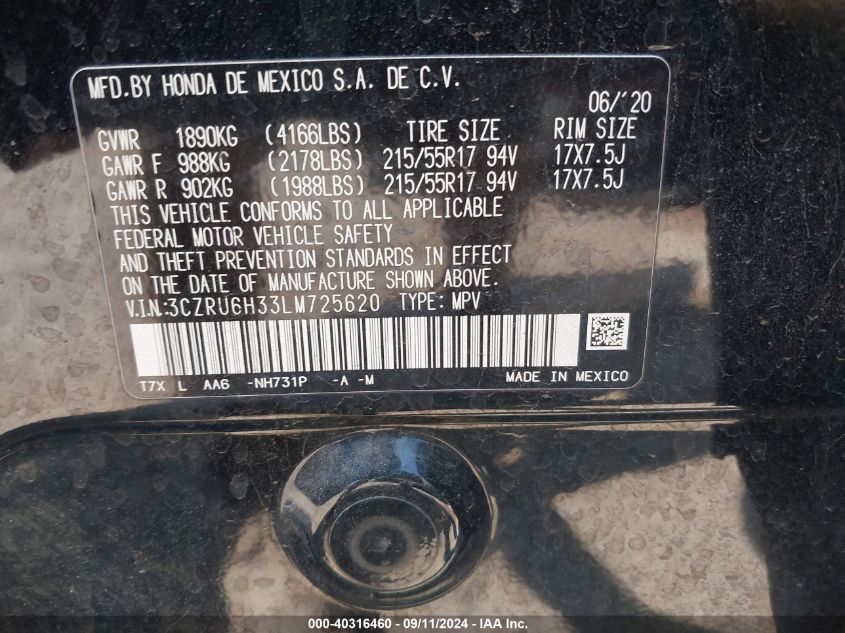 MFD.BY HONDA DE MEXICO S.A. DE C.V.
06/'20
GVWR 1890KG (4166LBS) TIRE SIZE RIM SIZE
GAWR F 988KG (2178LBS) 215/55R17 94V 17X7.5J
GAWR R 902KG (1988LBS) 215/55R17 94V 17X7.5J
THIS VEHICLE CONFORMS TO ALL APPLICABLE
FEDERAL MOTOR VEHICLE SAFETY
AND THEFT PREVENTION STANDARDS IN EFFECT
ON THE DATE OF MANUFACTURE SHOWN ABOVE.
V.I.N:3CZRU6H33LM725620 TYPE: MPV
T7X L AA6 -NH731P -A -M MADE IN MEXICO
000-40316460 - 09/11/2024 - IAA Inc.